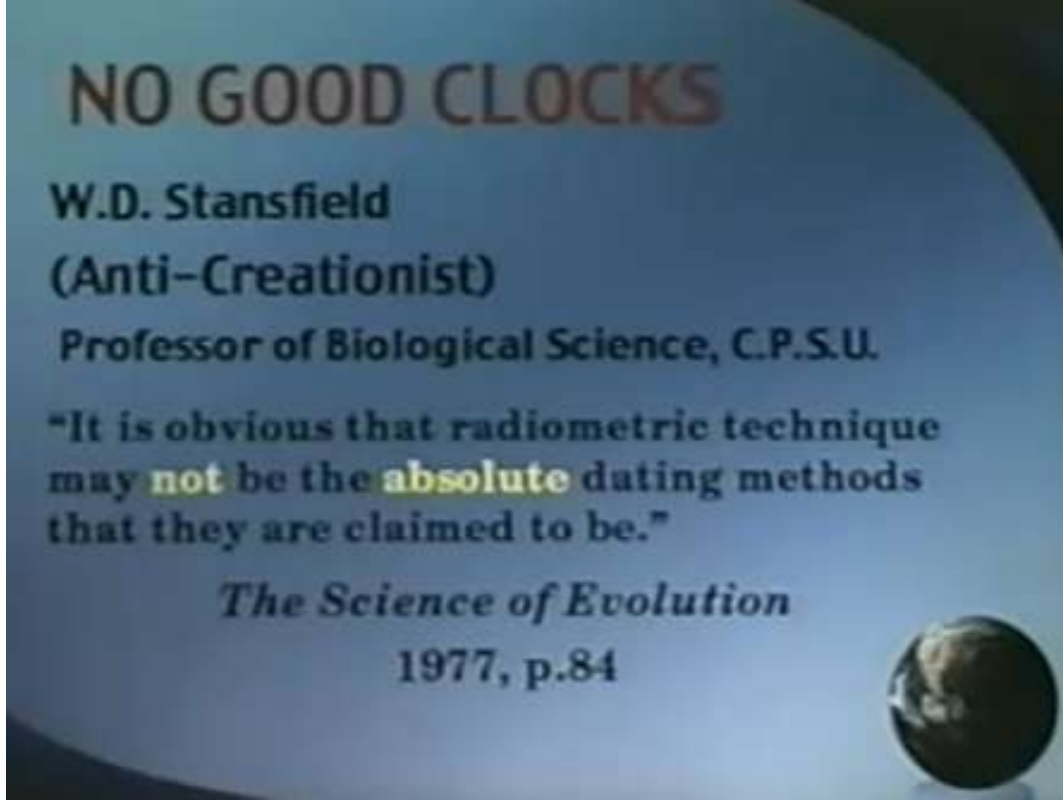 NO GOOD CLOCKS
W.D. Stansfield
(Anti-Creationist)
Professor of Biological Science, C.P.S.U.
"It is obvious that radiometric technique
may not be the absolute dating methods
that they are claimed to be."
The Science of Evolution
1977, p.84